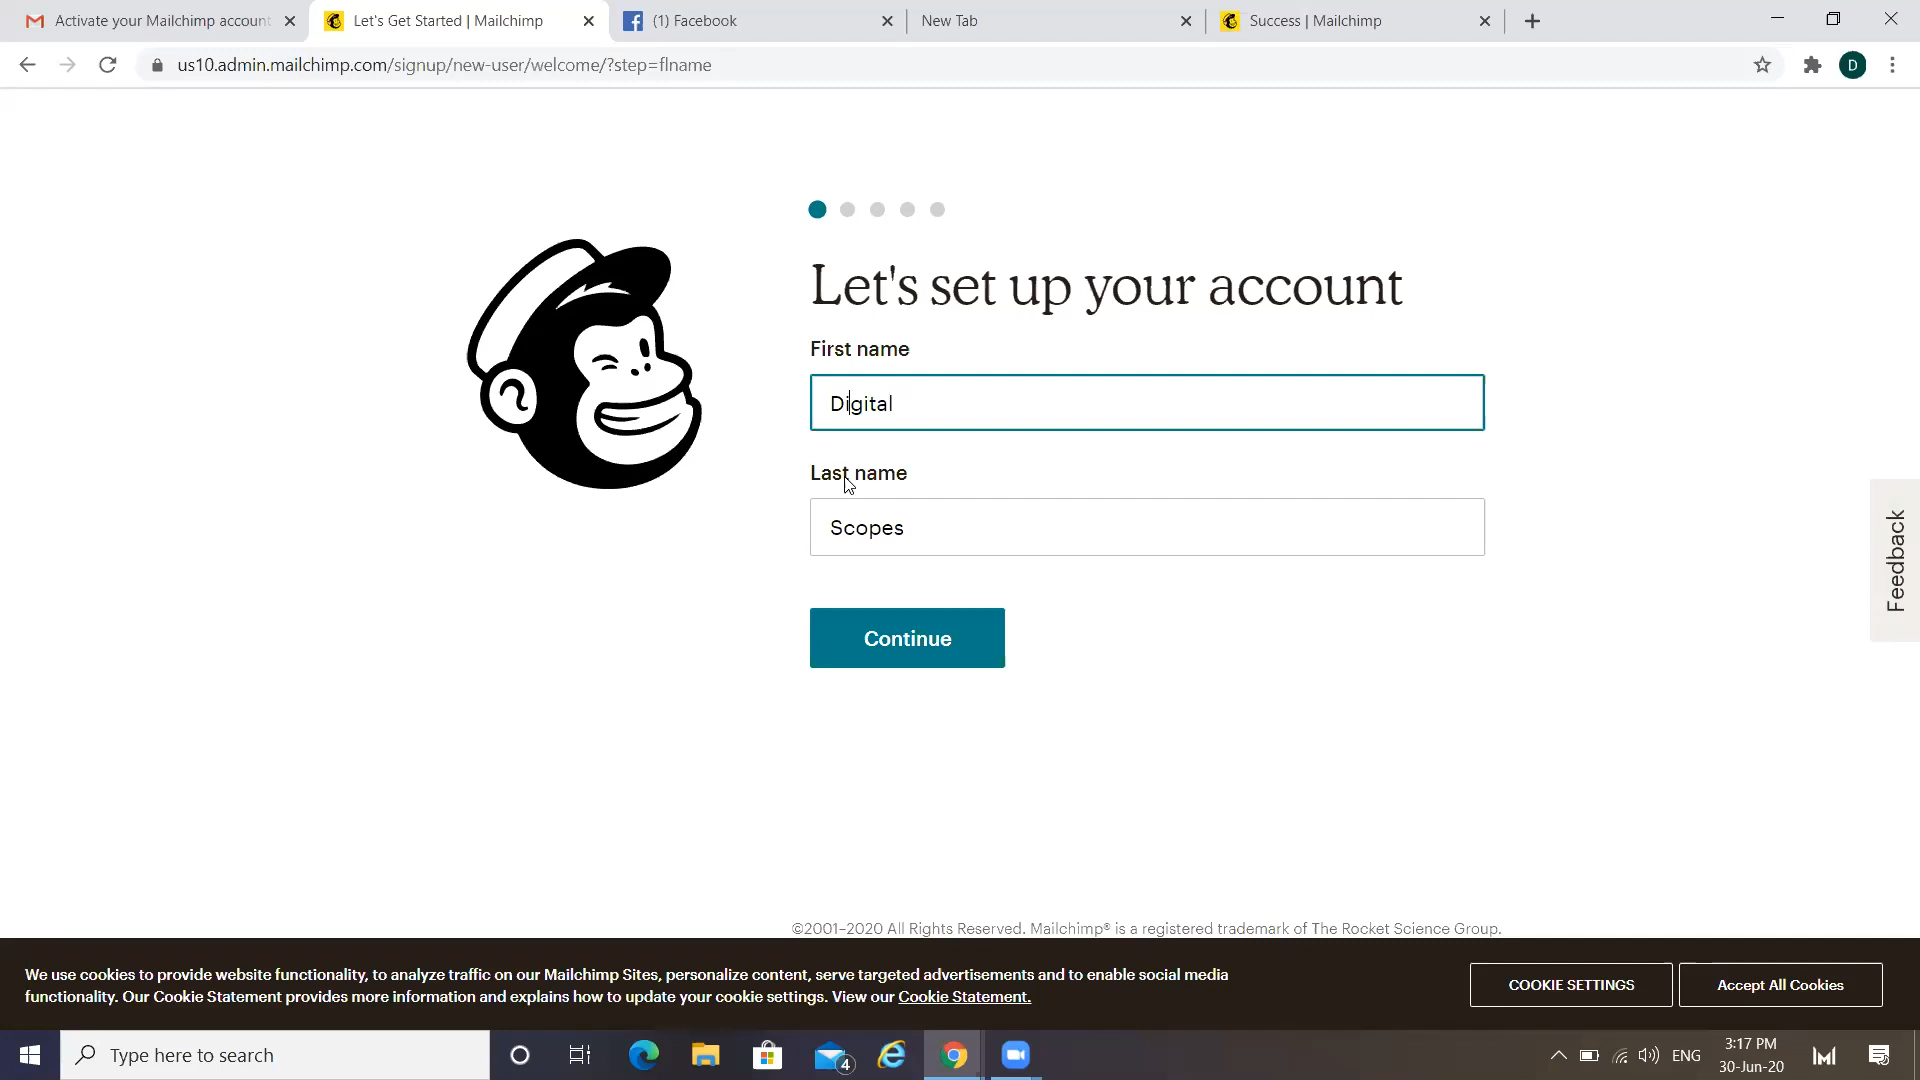 Activate your Mailchimp account
Let's Get Started | Mailchimp
(1) Facebook
New Tab
Success | Mailchimp
us10.admin.mailchimp.com/signup/new-user/welcome/?step=flname
D
Let's set up your account
First name
Digital
Last name
Scopes
Continue
Feedback
©2001–2020 All Rights Reserved. Mailchimp® is a registered trademark of The Rocket Science Group.
We use cookies to provide website functionality, to analyze traffic on our Mailchimp Sites, personalize content, serve targeted advertisements and to enable social media
functionality. Our Cookie Statement provides more information and explains how to update your cookie settings. View our Cookie Statement.
COOKIE SETTINGS
Accept All Cookies
Type here to search
4
ENG
3:17 PM
30-Jun-20